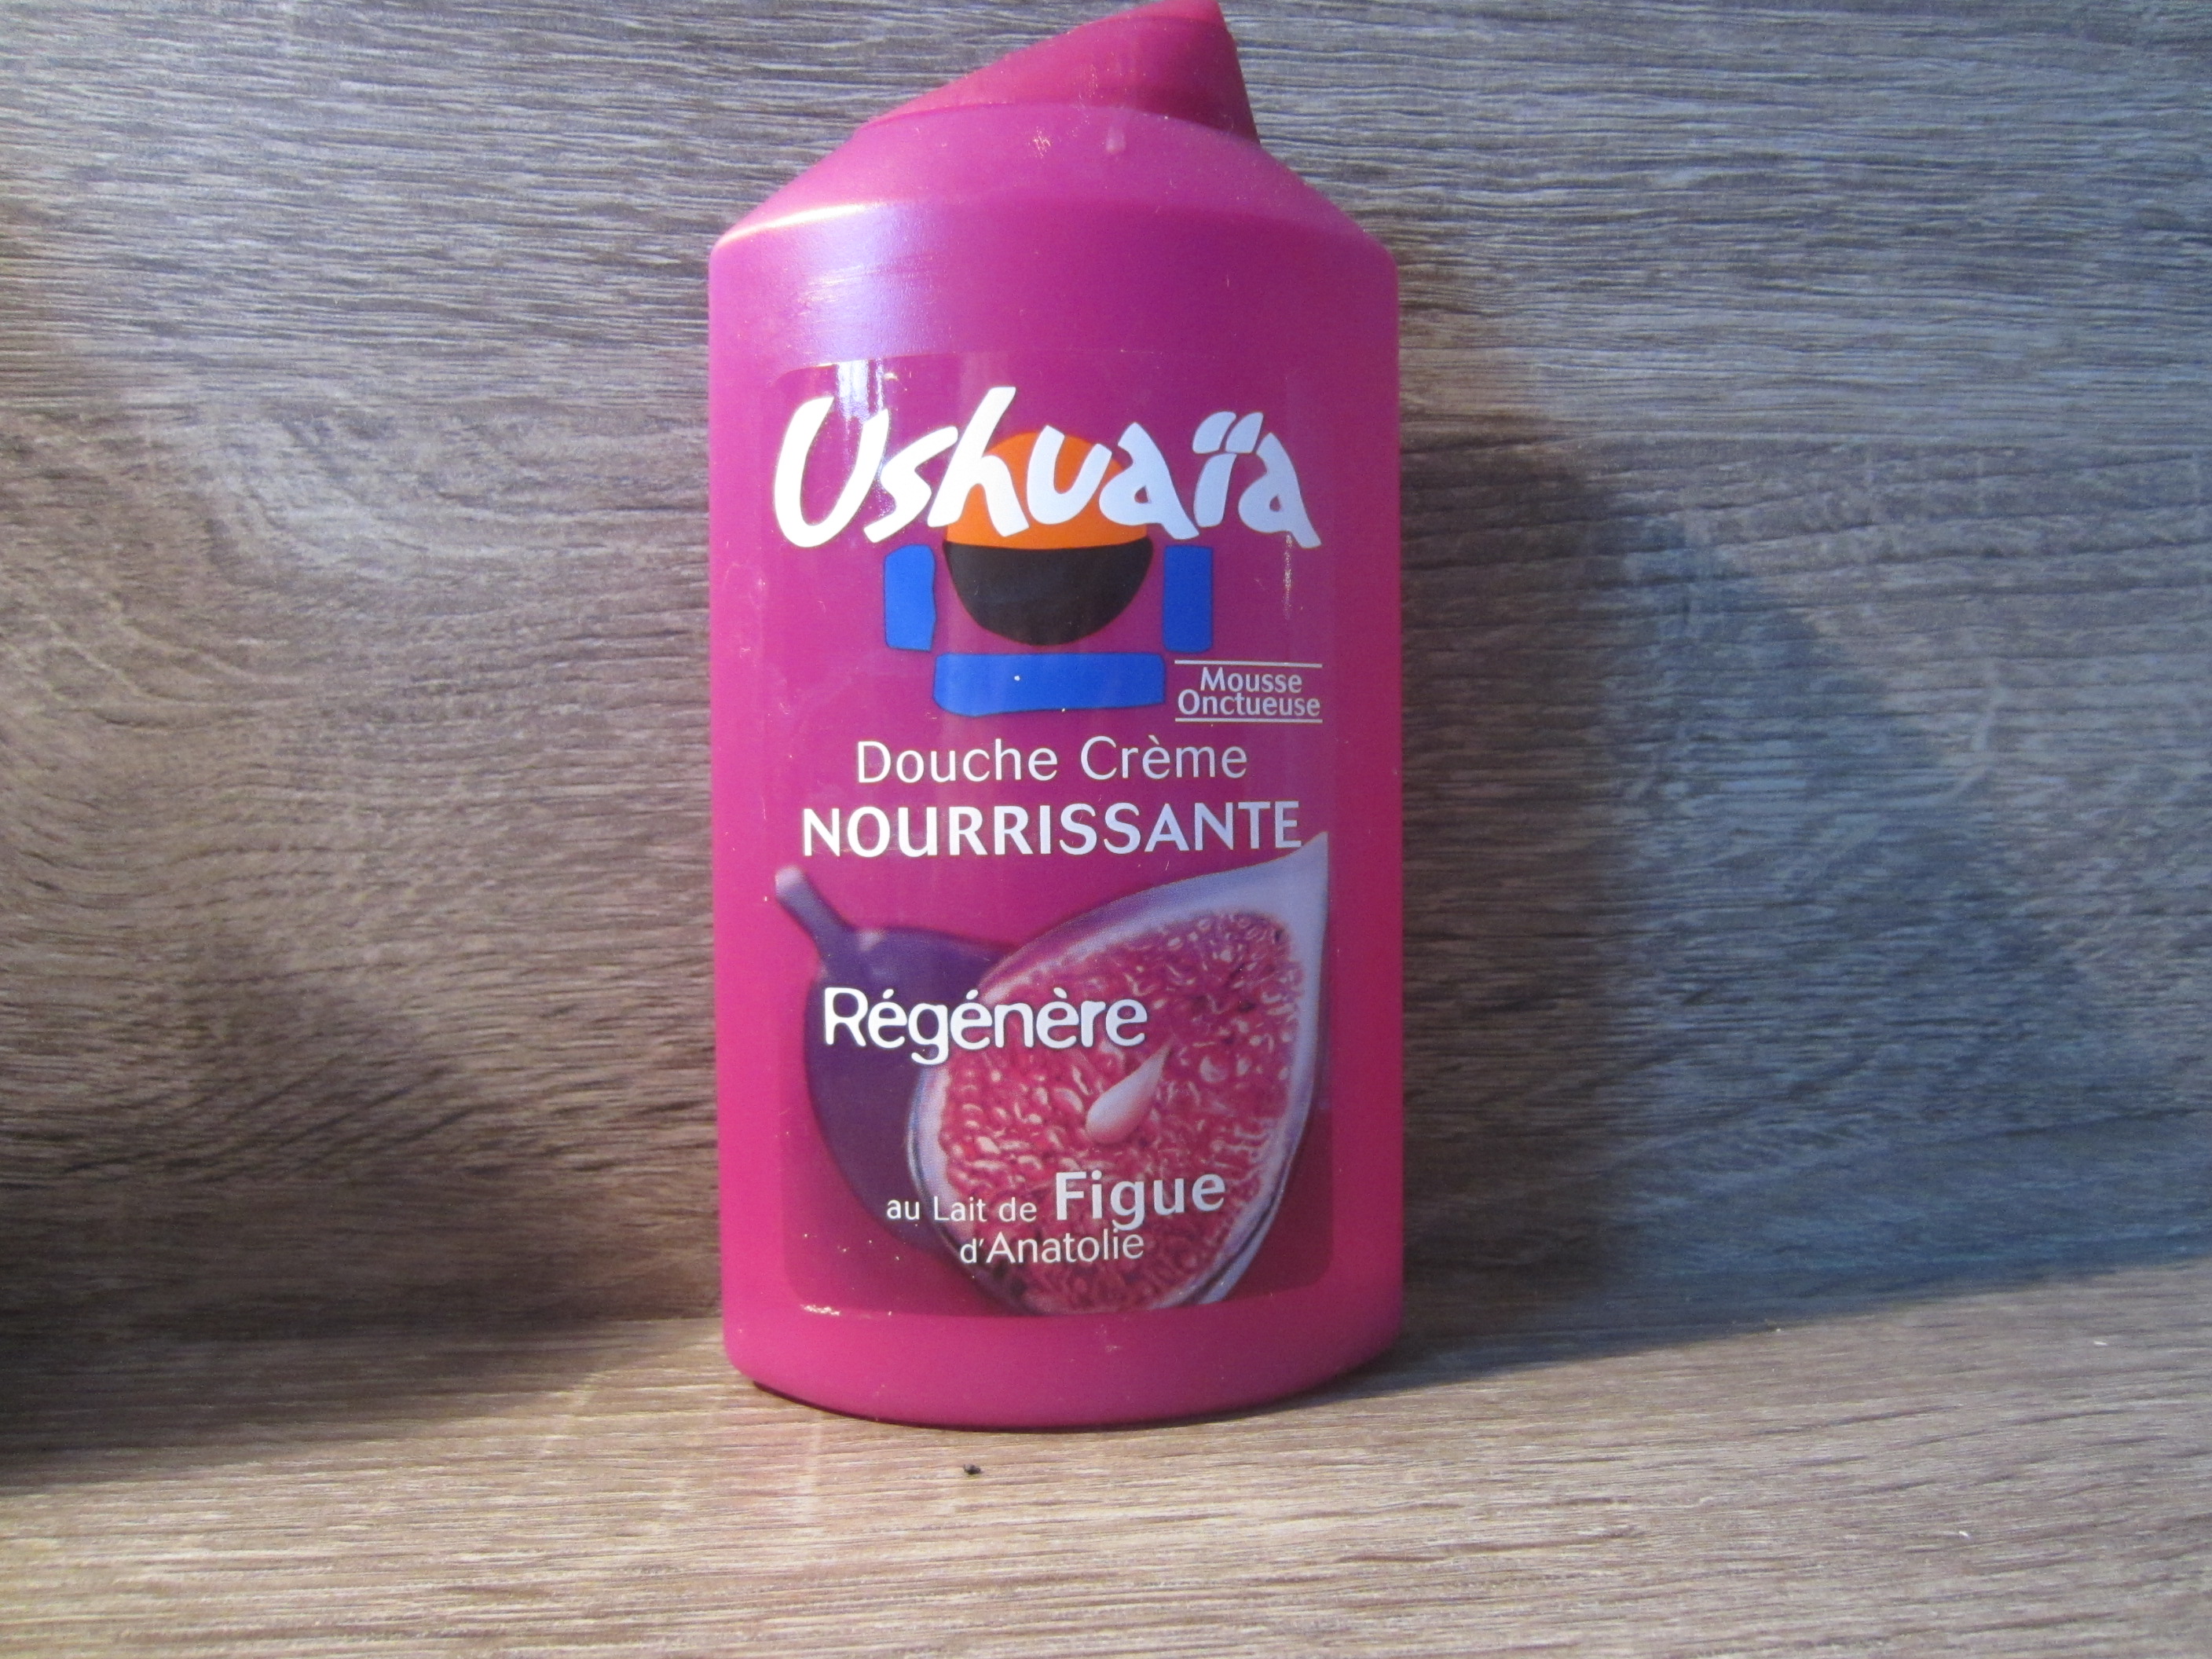 Ushuaïa
Mousse
Onctueuse
Douche Crème
NOURRISSANTE
Régénère
au Lait de Figue
d'Anatolie